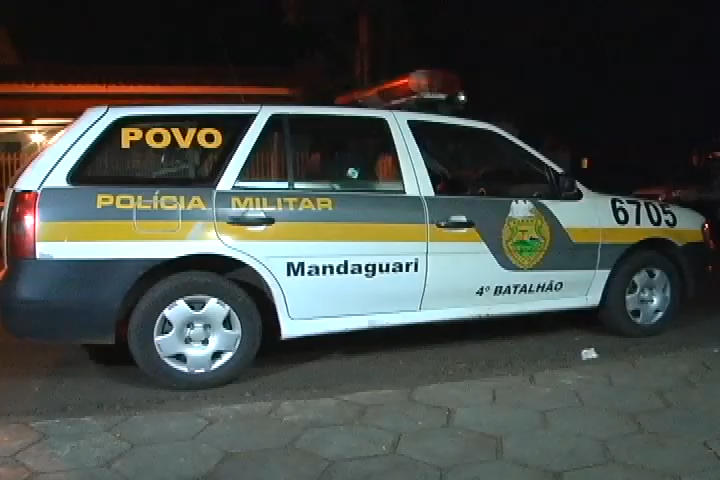 POVO
POLÍCIA MILITAR
6705
Mandaguari
4º BATALHÃO